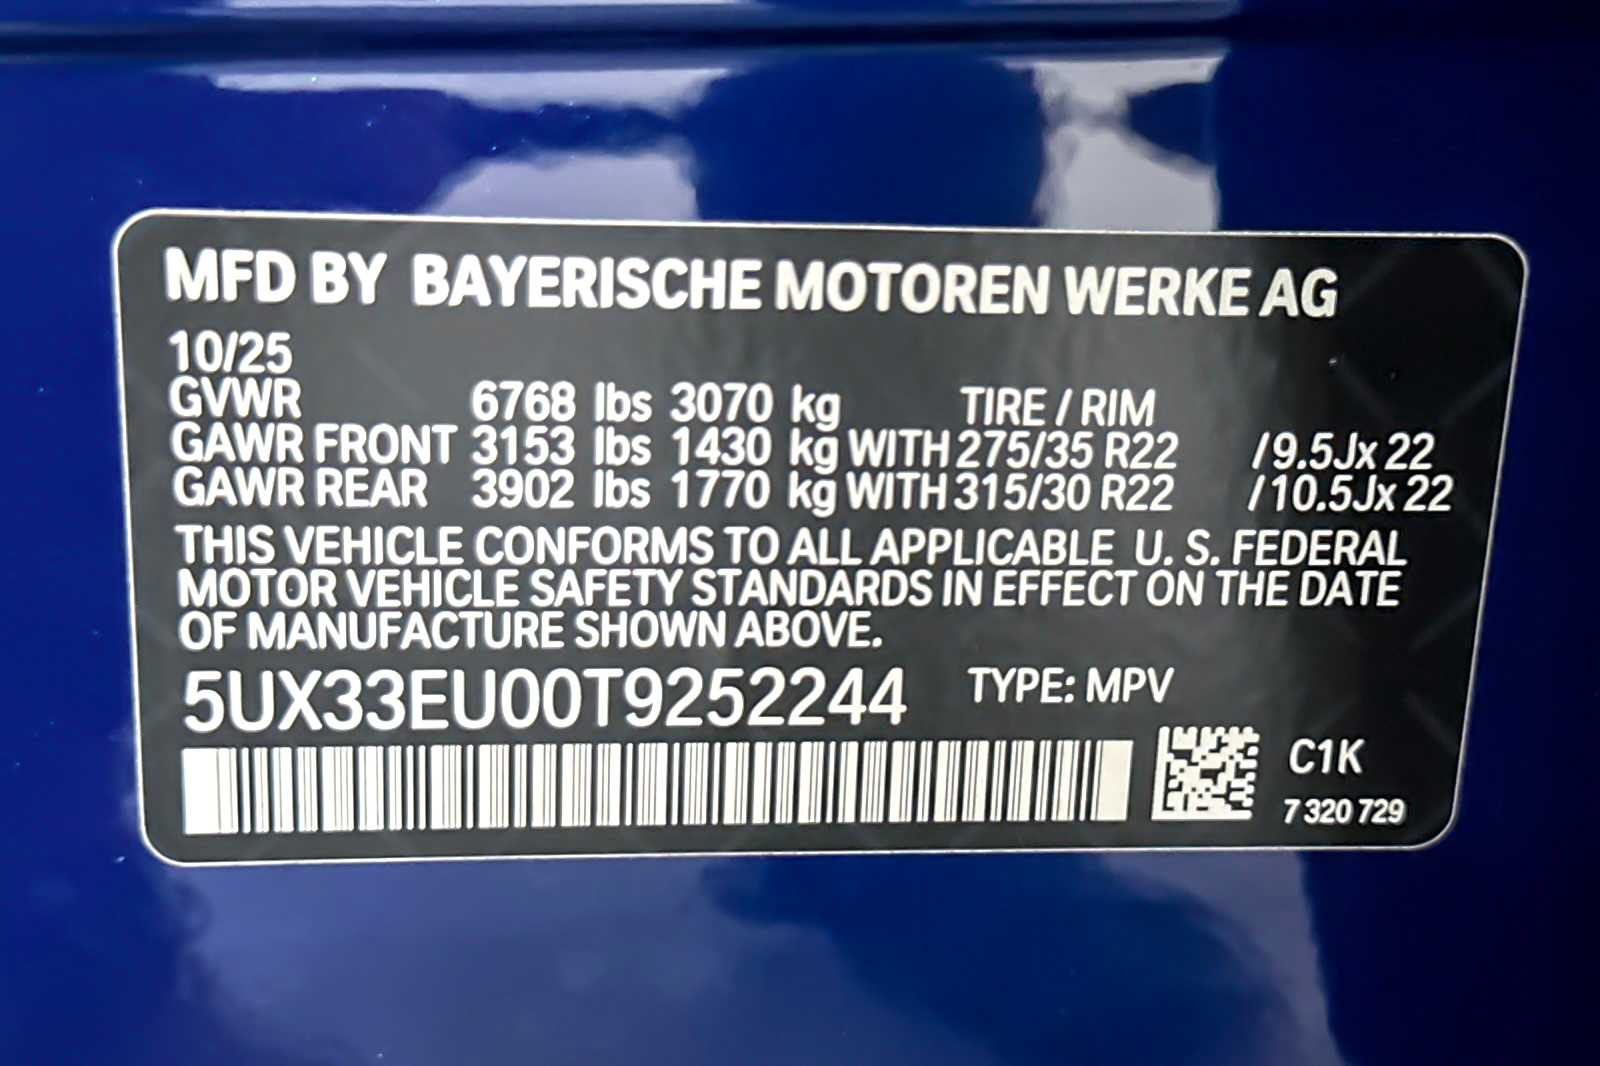 MFD BY BAYERISCHE MOTOREN WERKE AG
10/25
GVWR 6768 lbs 3070 kg TIRE / RIM
GAWR FRONT 3153 lbs 1430 kg WITH 275/35 R22 /9.5Jx 22
GAWR REAR 3902 lbs 1770 kg WITH 315/30 R22 /10.5Jx 22
THIS VEHICLE CONFORMS TO ALL APPLICABLE U. S. FEDERAL
MOTOR VEHICLE SAFETY STANDARDS IN EFFECT ON THE DATE
OF MANUFACTURE SHOWN ABOVE.
5UX33EU00T9252244 TYPE: MPV
C1K
7 320 729